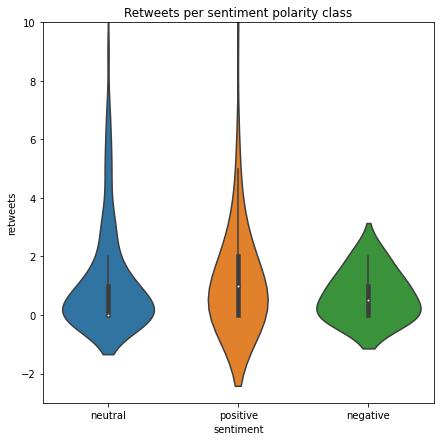 Retweets per sentiment polarity class
10
8
6
4
2
0
−2
retweets
neutral positive negative
sentiment